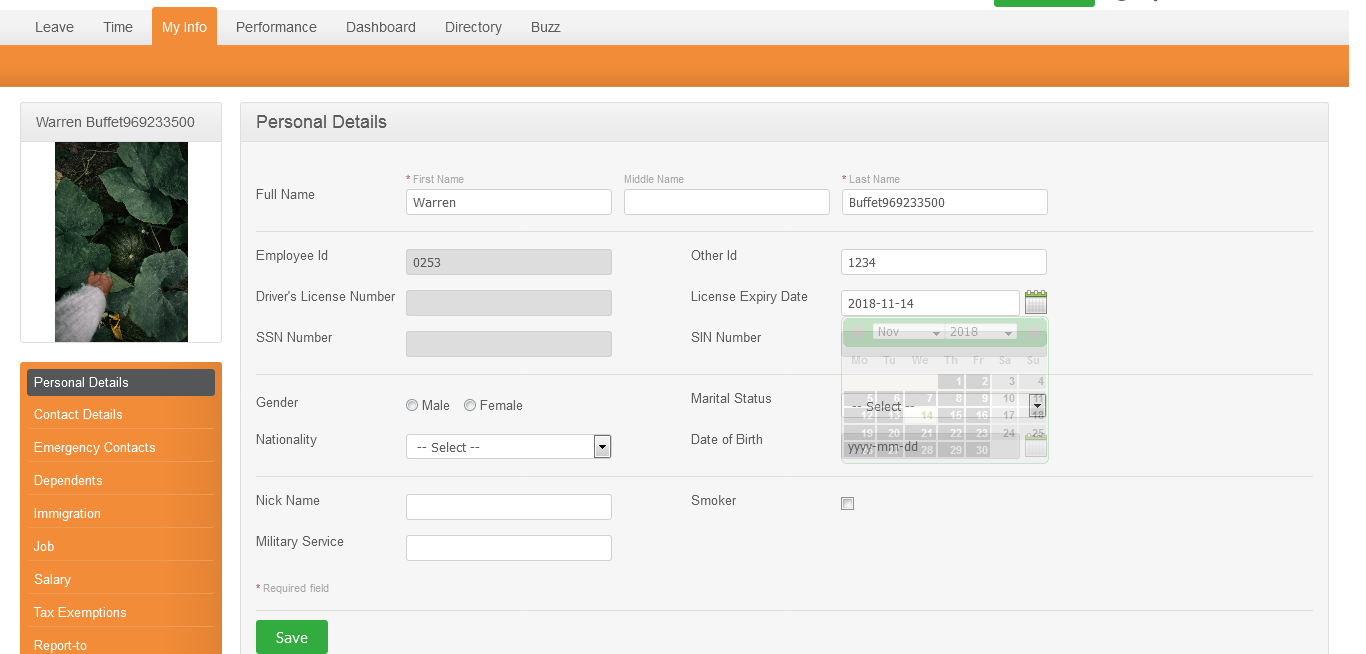 Leave Time My Info Performance Dashboard Directory Buzz
Warren Buffet969233500
Personal Details
Contact Details
Emergency Contacts
Dependents
Immigration
Job
Salary
Tax Exemptions
Report-to
Personal Details
* First Name Middle Name * Last Name
Full Name Warren Buffet969233500
Employee Id 0253 Other Id 1234
Driver's License Number License Expiry Date 2018-11-14
SSN Number SIN Number
Nov 2018
Mo Tu We Th Fr Sa Su
1 2 3 4
5 6 7 8 9 10 11
12 13 14 15 16 17 18
19 20 21 22 23 24 25
28 29 30
Gender Male Female Marital Status -- Select --
Nationality -- Select -- Date of Birth yyyy-mm-dd
Nick Name Smoker
Military Service
* Required field
Save